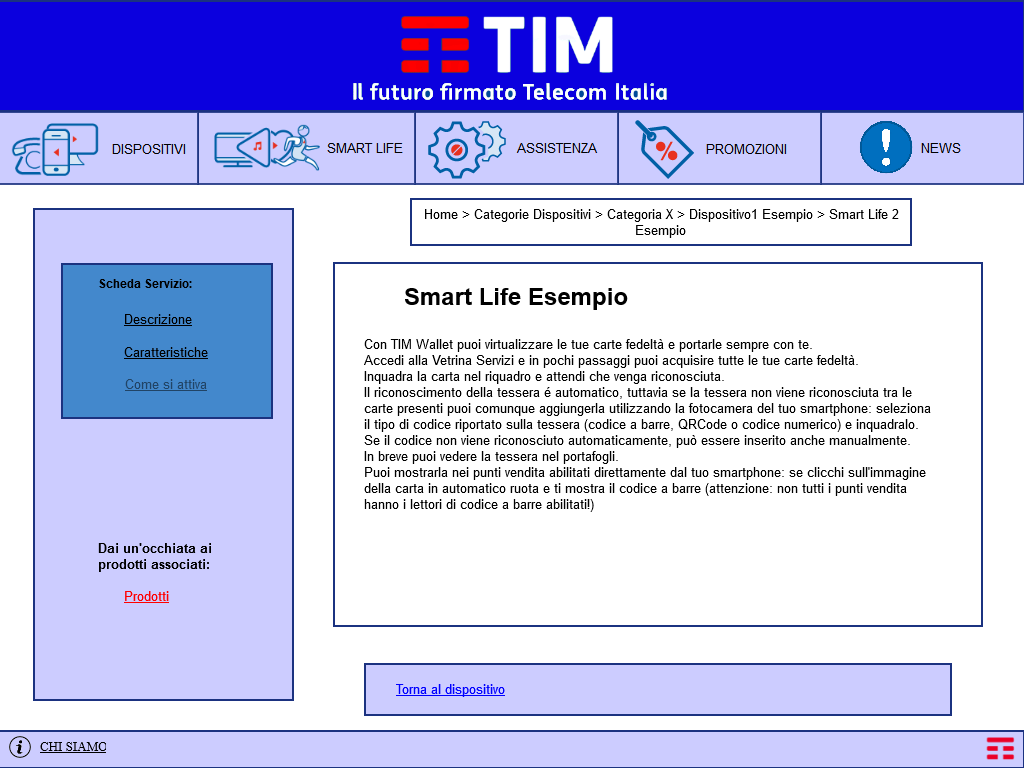 TIM
Il futuro firmato Telecom Italia
DISPOSITIVI
SMART LIFE
ASSISTENZA
PROMOZIONI
NEWS
Home > Categorie Dispositivi > Categoria X > Dispositivo1 Esempio > Smart Life 2
Esempio
Scheda Servizio:
Descrizione
Caratteristiche
Come si attiva
Dai un'occhiata ai
prodotti associati:
Prodotti
Smart Life Esempio
Con TIM Wallet puoi virtualizzare le tue carte fedeltà e portarle sempre con te.
Accedi alla Vetrina Servizi e in pochi passaggi puoi acquisire tutte le tue carte fedeltà.
Inquadra la carta nel riquadro e attendi che venga riconosciuta.
Il riconoscimento della tessera é automatico, tuttavia se la tessera non viene riconosciuta tra le
carte presenti puoi comunque aggiungerla utilizzando la fotocamera del tuo smartphone: seleziona
il tipo di codice riportato sulla tessera (codice a barre, QRCode o codice numerico) e inquadralo.
Se il codice non viene riconosciuto automaticamente, può essere inserito anche manualmente.
In breve puoi vedere la tessera nel portafogli.
Puoi mostrarla nei punti vendita abilitati direttamente dal tuo smartphone: se clicchi sull'immagine
della carta in automatico ruota e ti mostra il codice a barre (attenzione: non tutti i punti vendita
hanno i lettori di codice a barre abilitati!)
Torna al dispositivo
CHI SIAMO